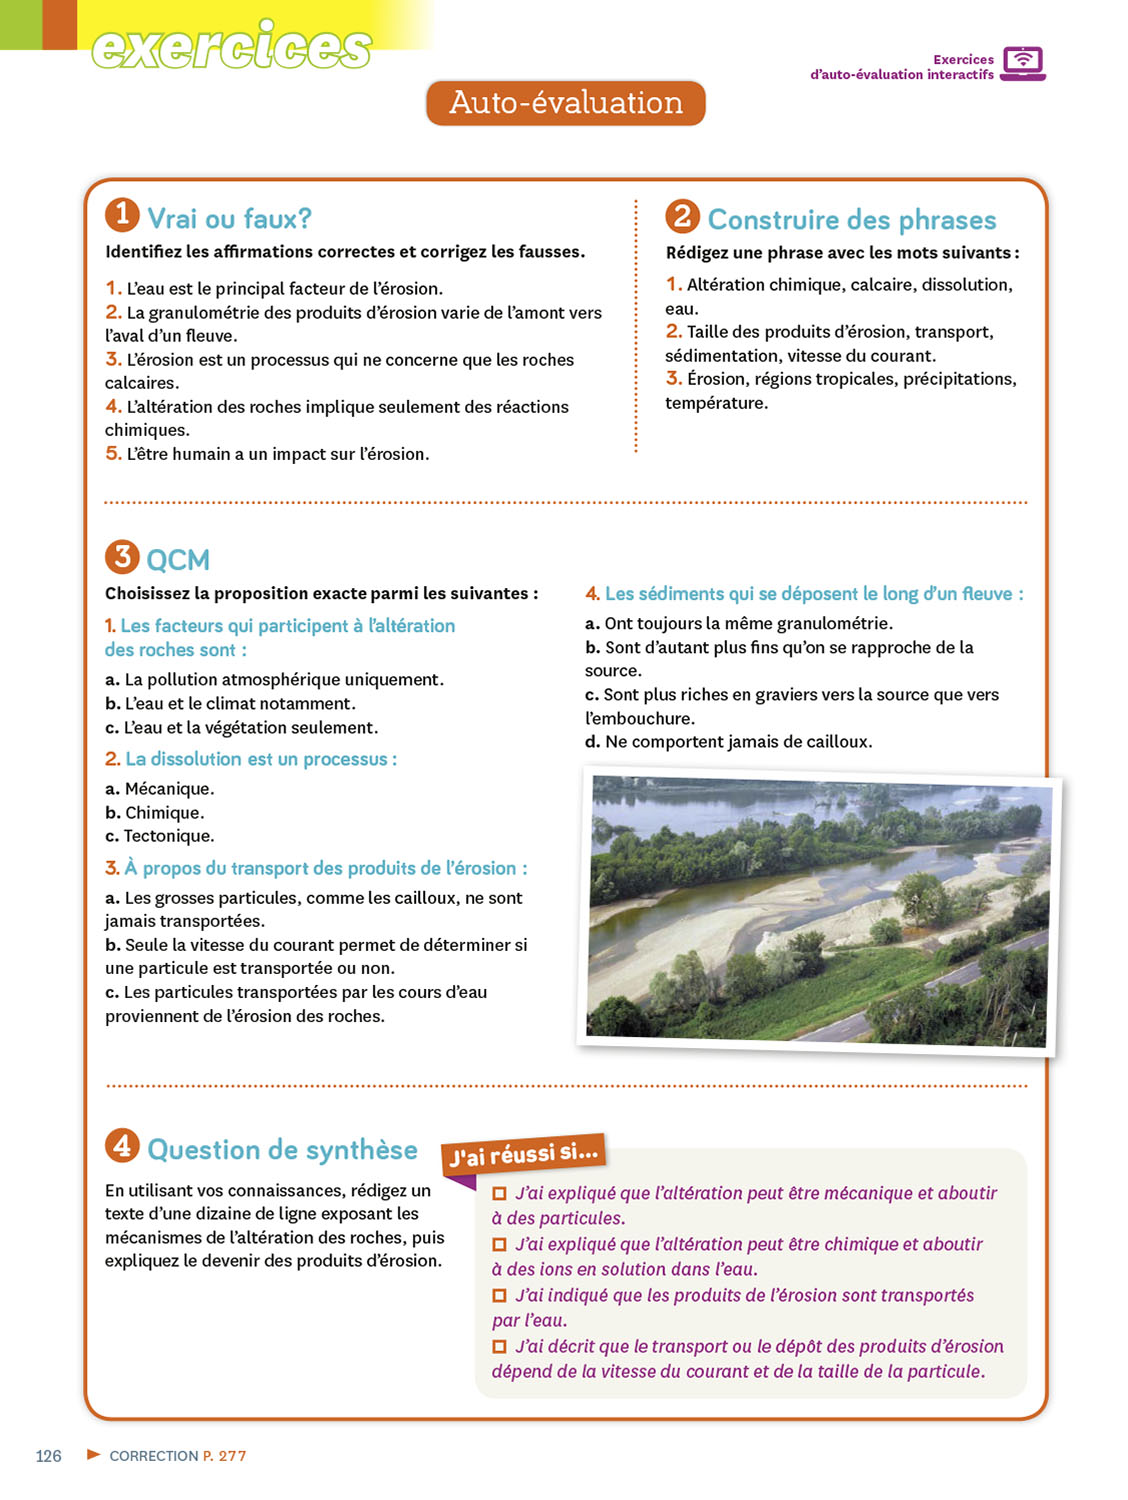 exercices
Exercices
d'auto-évaluation interactifs
Auto-évaluation
1 Vrai ou faux?
Identifiez les affirmations correctes et corrigez les fausses.
1. L'eau est le principal facteur de l'érosion.
2. La granulométrie des produits d'érosion varie de l'amont vers
l'aval d'un fleuve.
3. L'érosion est un processus qui ne concerne que les roches
calcaires.
4. L'altération des roches implique seulement des réactions
chimiques.
5. L'être humain a un impact sur l'érosion.
2 Construire des phrases
Rédigez une phrase avec les mots suivants :
1. Altération chimique, calcaire, dissolution,
eau.
2. Taille des produits d'érosion, transport,
sédimentation, vitesse du courant.
3. Érosion, régions tropicales, précipitations,
température.
3 QCM
Choisissez la proposition exacte parmi les suivantes :
1. Les facteurs qui participent à l'altération
des roches sont :
a. La pollution atmosphérique uniquement.
b. L'eau et le climat notamment.
c. L'eau et la végétation seulement.
2. La dissolution est un processus :
a. Mécanique.
b. Chimique.
c. Tectonique.
3. À propos du transport des produits de l'érosion :
a. Les grosses particules, comme les cailloux, ne sont
jamais transportées.
b. Seule la vitesse du courant permet de déterminer si
une particule est transportée ou non.
c. Les particules transportées par les cours d'eau
proviennent de l'érosion des roches.
4. Les sédiments qui se déposent le long d'un fleuve :
a. Ont toujours la même granulométrie.
b. Sont d'autant plus fins qu'on se rapproche de la
source.
c. Sont plus riches en graviers vers la source que vers
l'embouchure.
d. Ne comportent jamais de cailloux.
4 Question de synthèse
En utilisant vos connaissances, rédigez un
texte d'une dizaine de ligne exposant les
mécanismes de l'altération des roches, puis
expliquez le devenir des produits d'érosion.
J'ai réussi si...
J'ai expliqué que l'altération peut être mécanique et aboutir
à des particules.
J'ai expliqué que l'altération peut être chimique et aboutir
à des ions en solution dans l'eau.
J'ai indiqué que les produits de l'érosion sont transportés
par l'eau.
J'ai décrit que le transport ou le dépôt des produits d'érosion
dépend de la vitesse du courant et de la taille de la particule.
126 CORRECTION P. 277